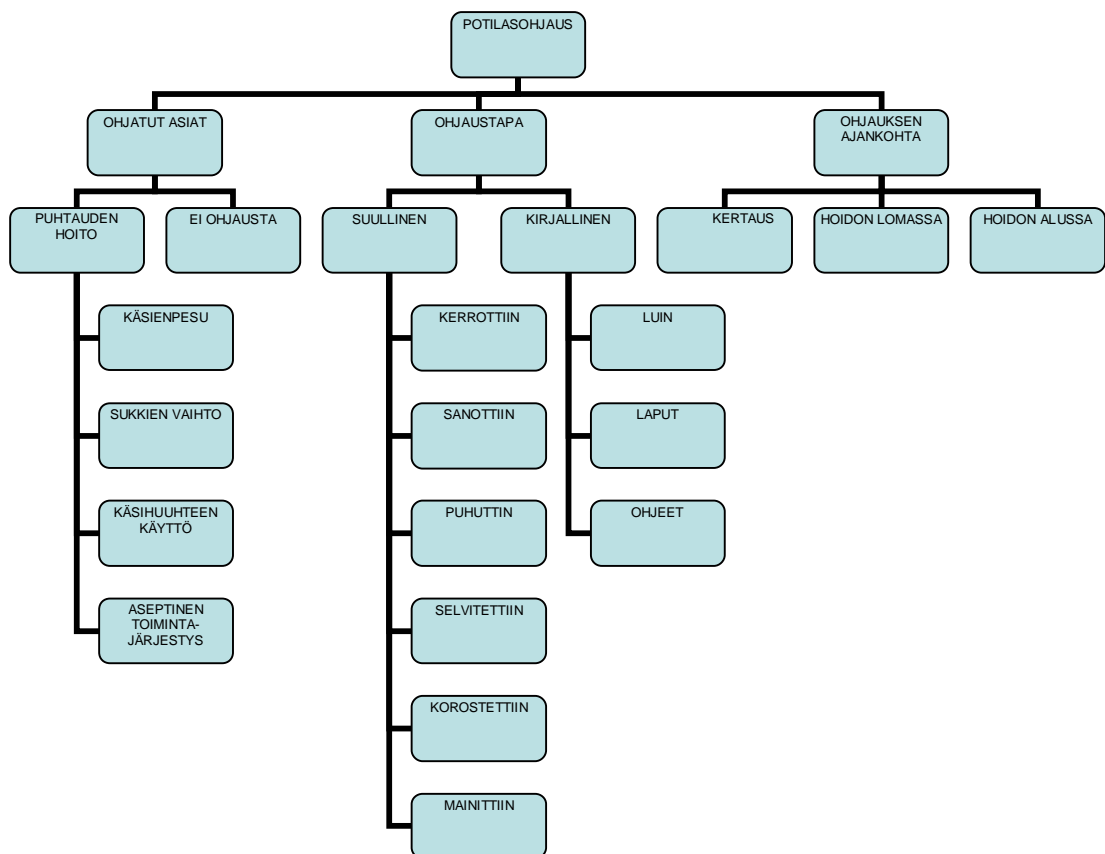 POTILASOHJAUS
OHJATUT ASIAT
OHJAUSTAPA
OHJAUKSEN
AJANKOHTA
PUHTAUDEN
HOITO
EI OHJAUSTA
SUULLINEN
KIRJALLINEN
KERTAUS
HOIDON LOMASSA
HOIDON ALUSSA
KÄSIENPESU
SUKKIEN VAIHTO
KÄSIHUUHTEEN
KÄYTTÖ
ASEPTINEN
TOIMINTA-
JÄRJESTYS
KERROTTIIN
SANOTTIIN
PUHUTTIN
SELVITETTIIN
KOROSTETTIIN
MAINITTIIN
LUIN
LAPUT
OHJEET